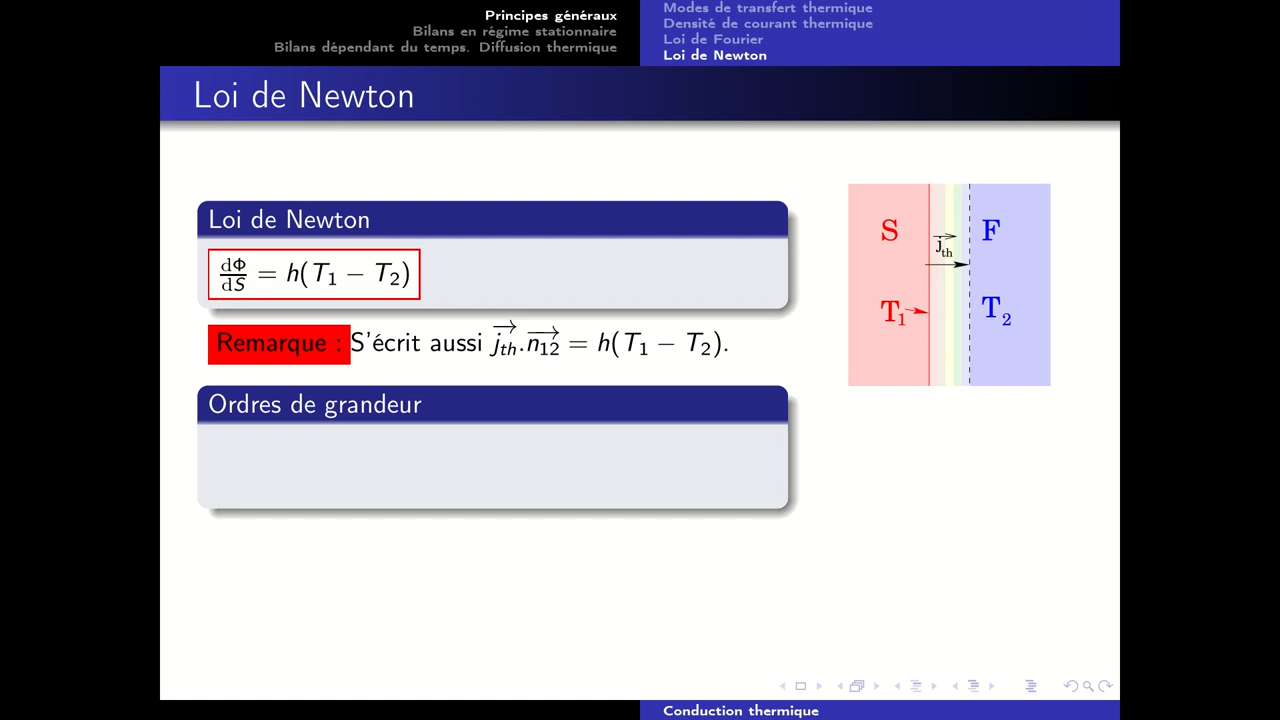 Principes généraux
Bilans en régime stationnaire
Bilans dépendant du temps. Diffusion thermique
Modes de transfert thermique
Densité de courant thermique
Loi de Fourier
Loi de Newton
Loi de Newton
Loi de Newton
dΦ/dS = h(T₁ − T₂)
Remarque : S'écrit aussi j⃗ₜₕ.n⃗₁₂ = h(T₁ − T₂).
Ordres de grandeur
S
F
j⃗ₜₕ
T₁
T₂
Conduction thermique